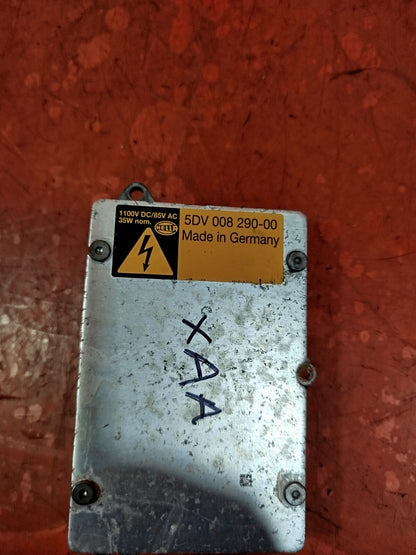 1100V DC/85V AC
35W nom.
HELLA
5DV 008 290-00
Made in Germany
XAA